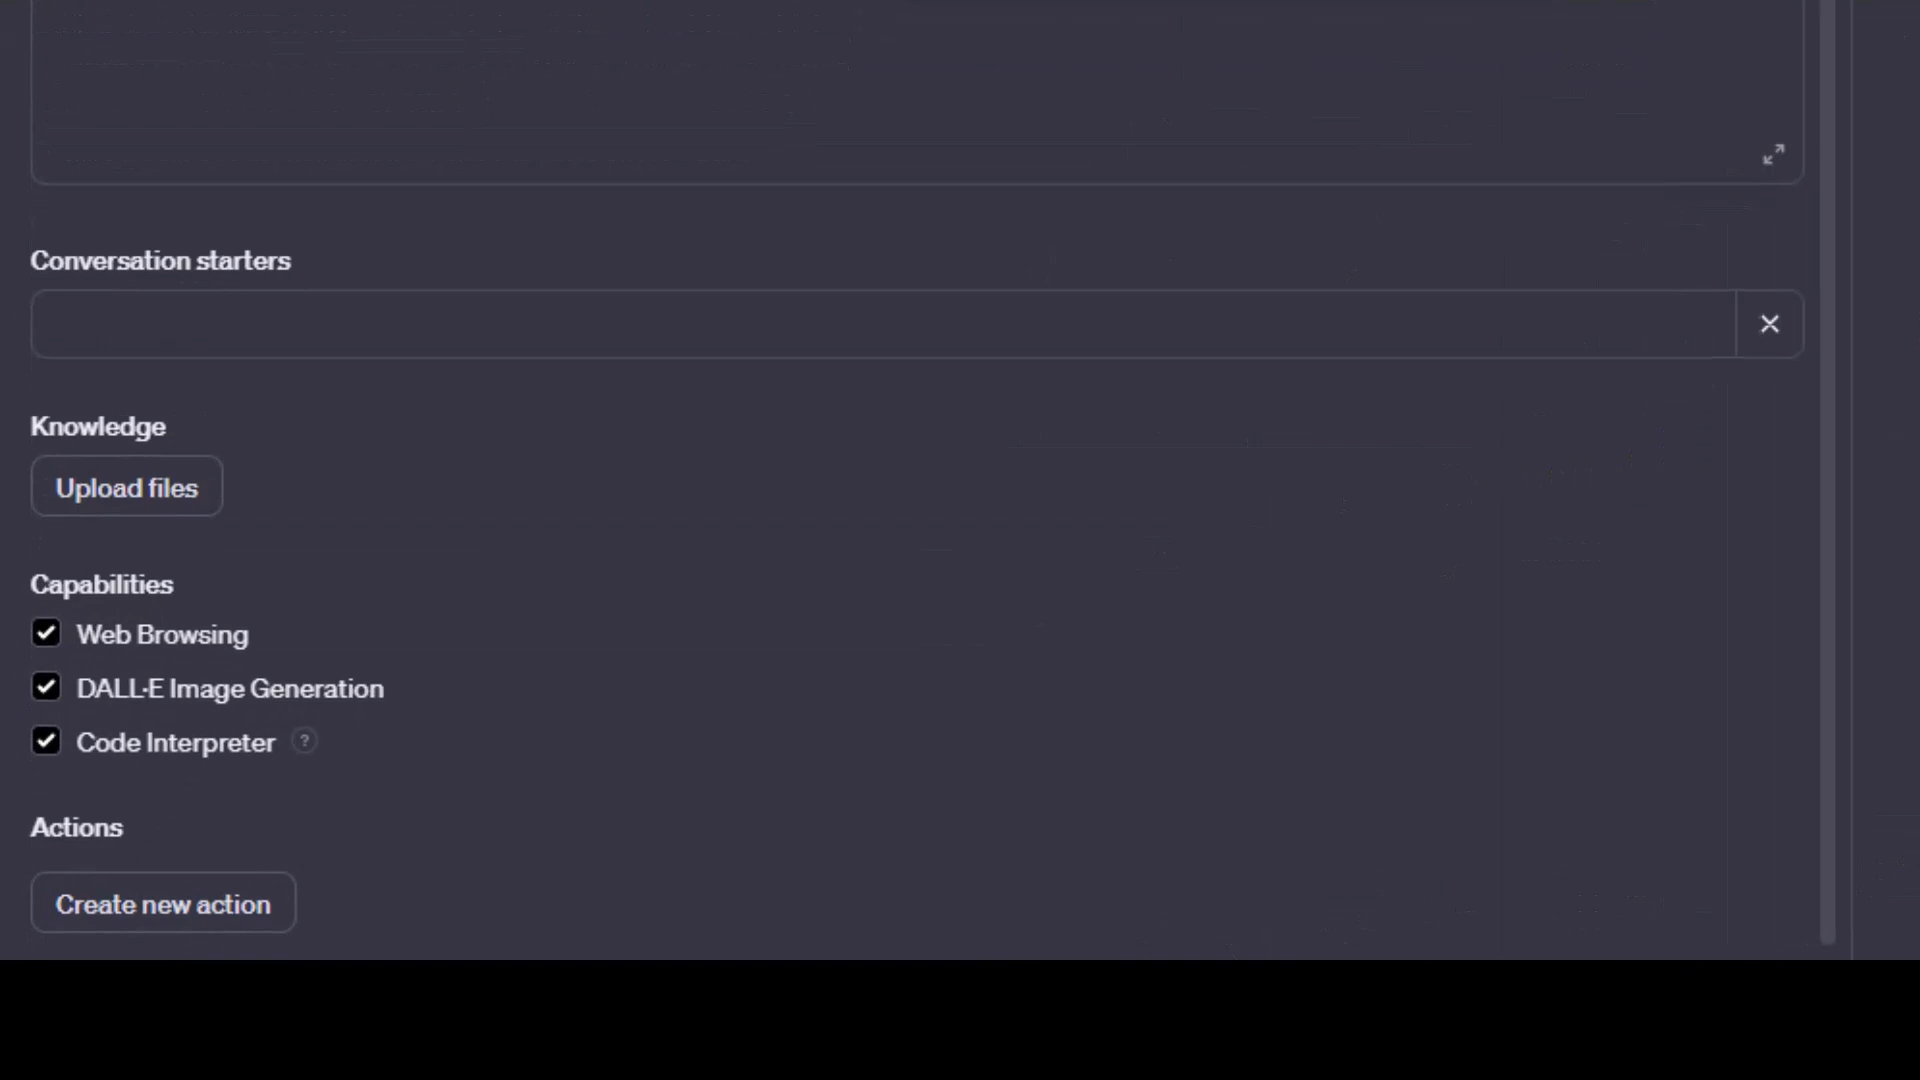 Conversation starters
Knowledge
Upload files
Capabilities
Web Browsing
DALL·E Image Generation
Code Interpreter ?
Actions
Create new action